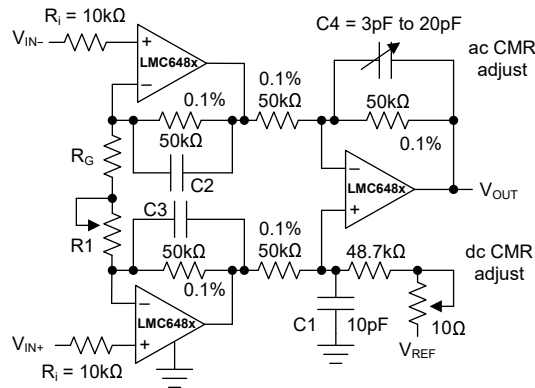 Ri = 10kΩ
VIN–
LMC648x
C4 = 3pF to 20pF
ac CMR
adjust
0.1%
50kΩ
0.1%
50kΩ
50kΩ
0.1%
C2
RG
LMC648x
VOUT
C3
R1
50kΩ
0.1%
0.1%
50kΩ
48.7kΩ
dc CMR
adjust
C1
10pF
10Ω
VREF
LMC648x
VIN+
Ri = 10kΩ